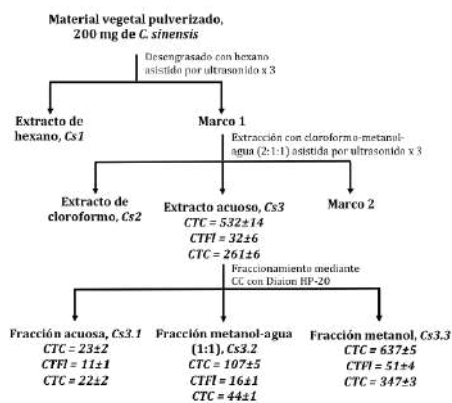 Material vegetal pulverizado,
200 mg de C. sinensis
Desengrasado con hexano
asistido por ultrasonido x 3
Extracto de
hexano, Cs1
Marco 1
Extracción con cloroformo-metanol-
agua (2:1:1) asistida por ultrasonido x 3
Extracto de
cloroformo, Cs2
Extracto acuoso, Cs3
CTC = 532±14
CTFl = 32±6
CTC = 261±6
Marco 2
Fraccionamiento mediante
CC con Diaion HP-20
Fracción acuosa, Cs3.1
CTC = 23±2
CTFl = 11±1
CTC = 22±2
Fracción metanol-agua
(1:1), Cs3.2
CTC = 107±5
CTFl = 16±1
CTC = 44±1
Fracción metanol, Cs3.3
CTC = 637±5
CTFl = 51±4
CTC = 347±3